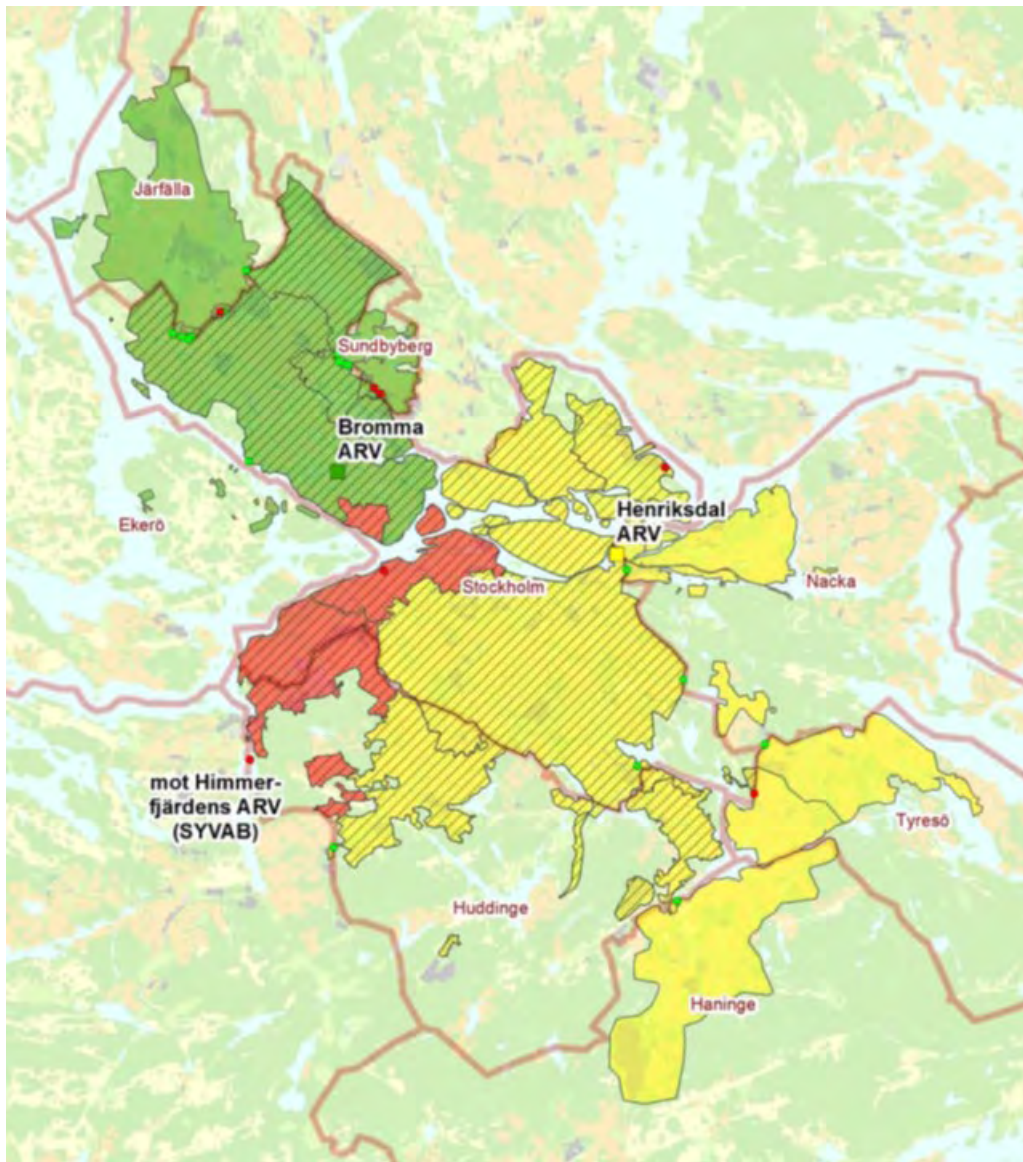 Järfälla
Sundbyberg
Bromma
ARV
Henriksdal
ARV
Ekerö
Stockholm
Nacka
mot Himmer-
fjärdens ARV
(SYVAB)
Tyresö
Huddinge
Haninge